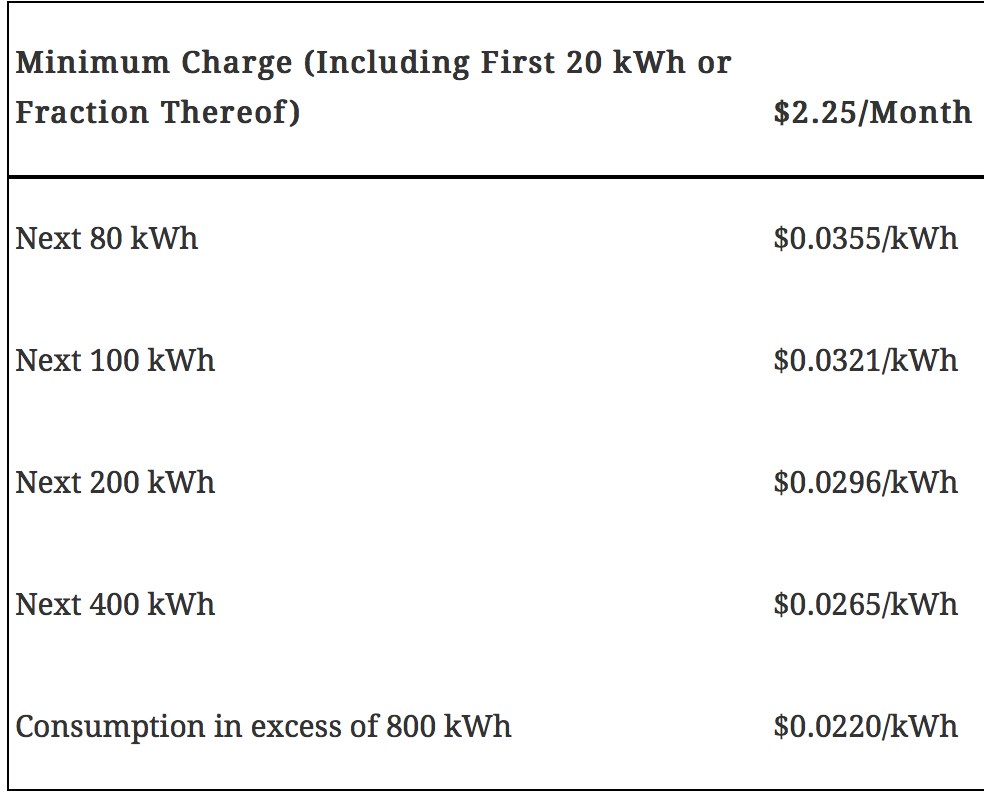 Minimum Charge (Including First 20 kWh or
Fraction Thereof) $2.25/Month
Next 80 kWh $0.0355/kWh
Next 100 kWh $0.0321/kWh
Next 200 kWh $0.0296/kWh
Next 400 kWh $0.0265/kWh
Consumption in excess of 800 kWh $0.0220/kWh